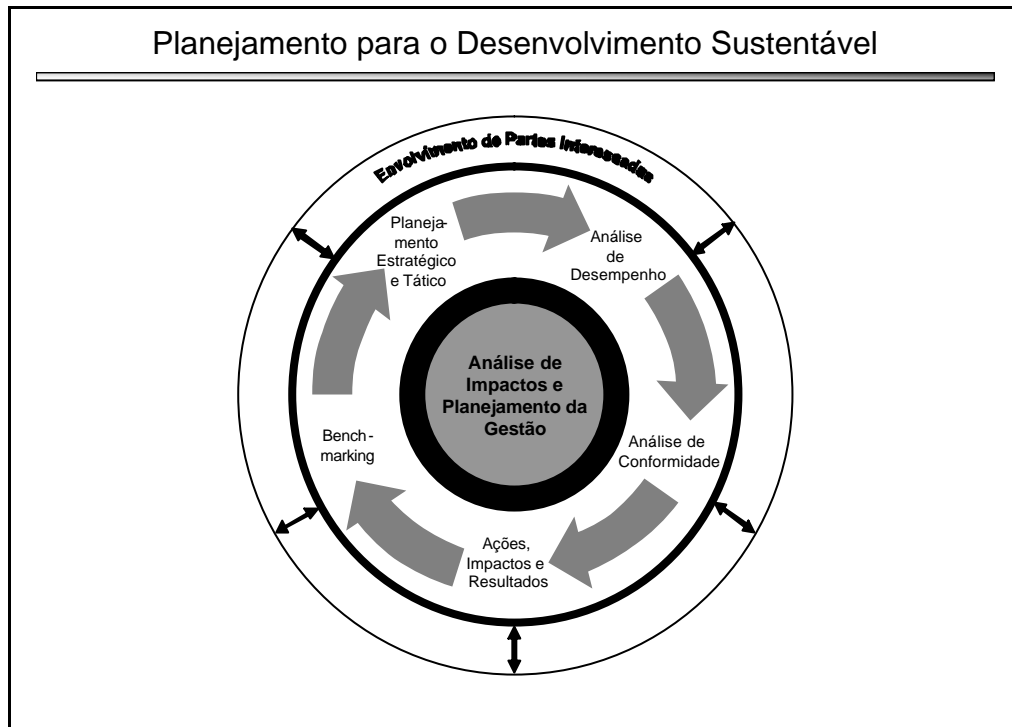 Planejamento para o Desenvolvimento Sustentável
Envolvimento de Partes Interessadas
Planeja-
mento
Estratégico
e Tático
Análise
de
Desempenho
Análise de
Impactos e
Planejamento da
Gestão
Bench-
marking
Análise de
Conformidade
Ações,
Impactos e
Resultados